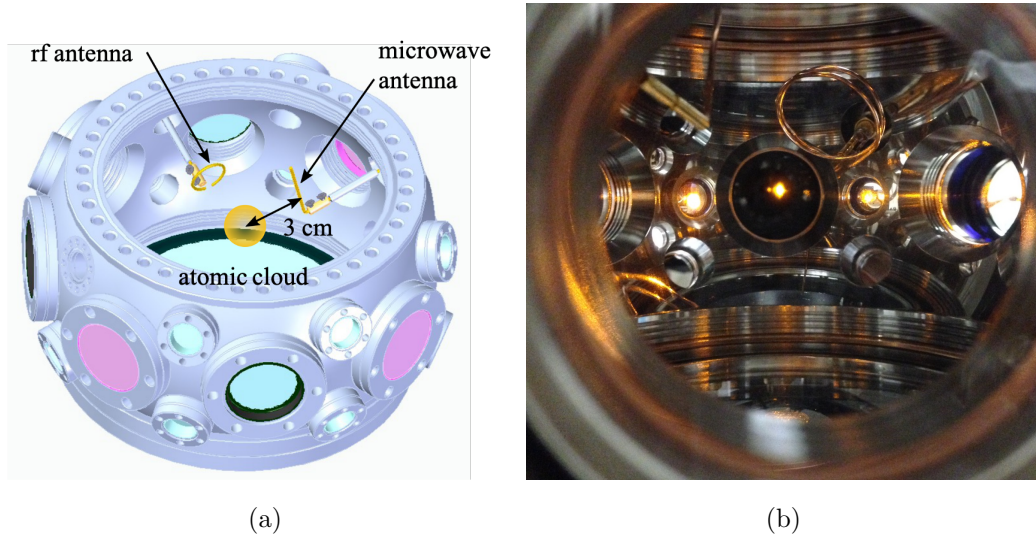 rf antenna
microwave
antenna
3 cm
atomic cloud
(a)
(b)